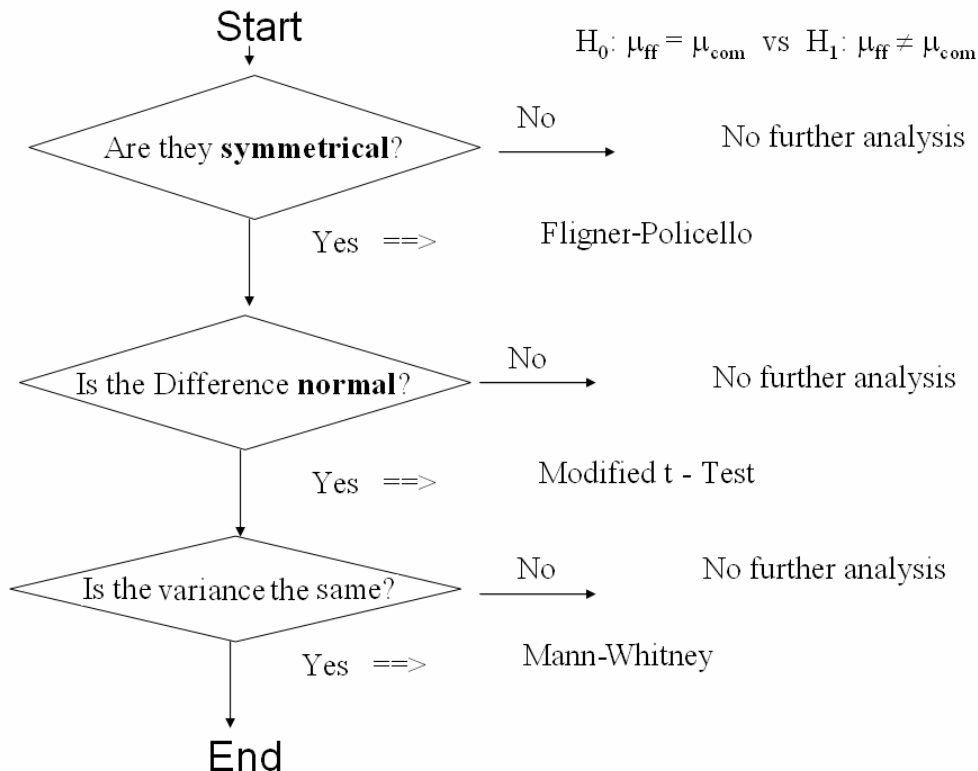 Start
H₀: μff = μcom vs H₁: μff ≠ μcom
Are they symmetrical?
No
No further analysis
Yes ==>
Fligner-Policello
Is the Difference normal?
No
No further analysis
Yes ==>
Modified t - Test
Is the variance the same?
No
No further analysis
Yes ==>
Mann-Whitney
End